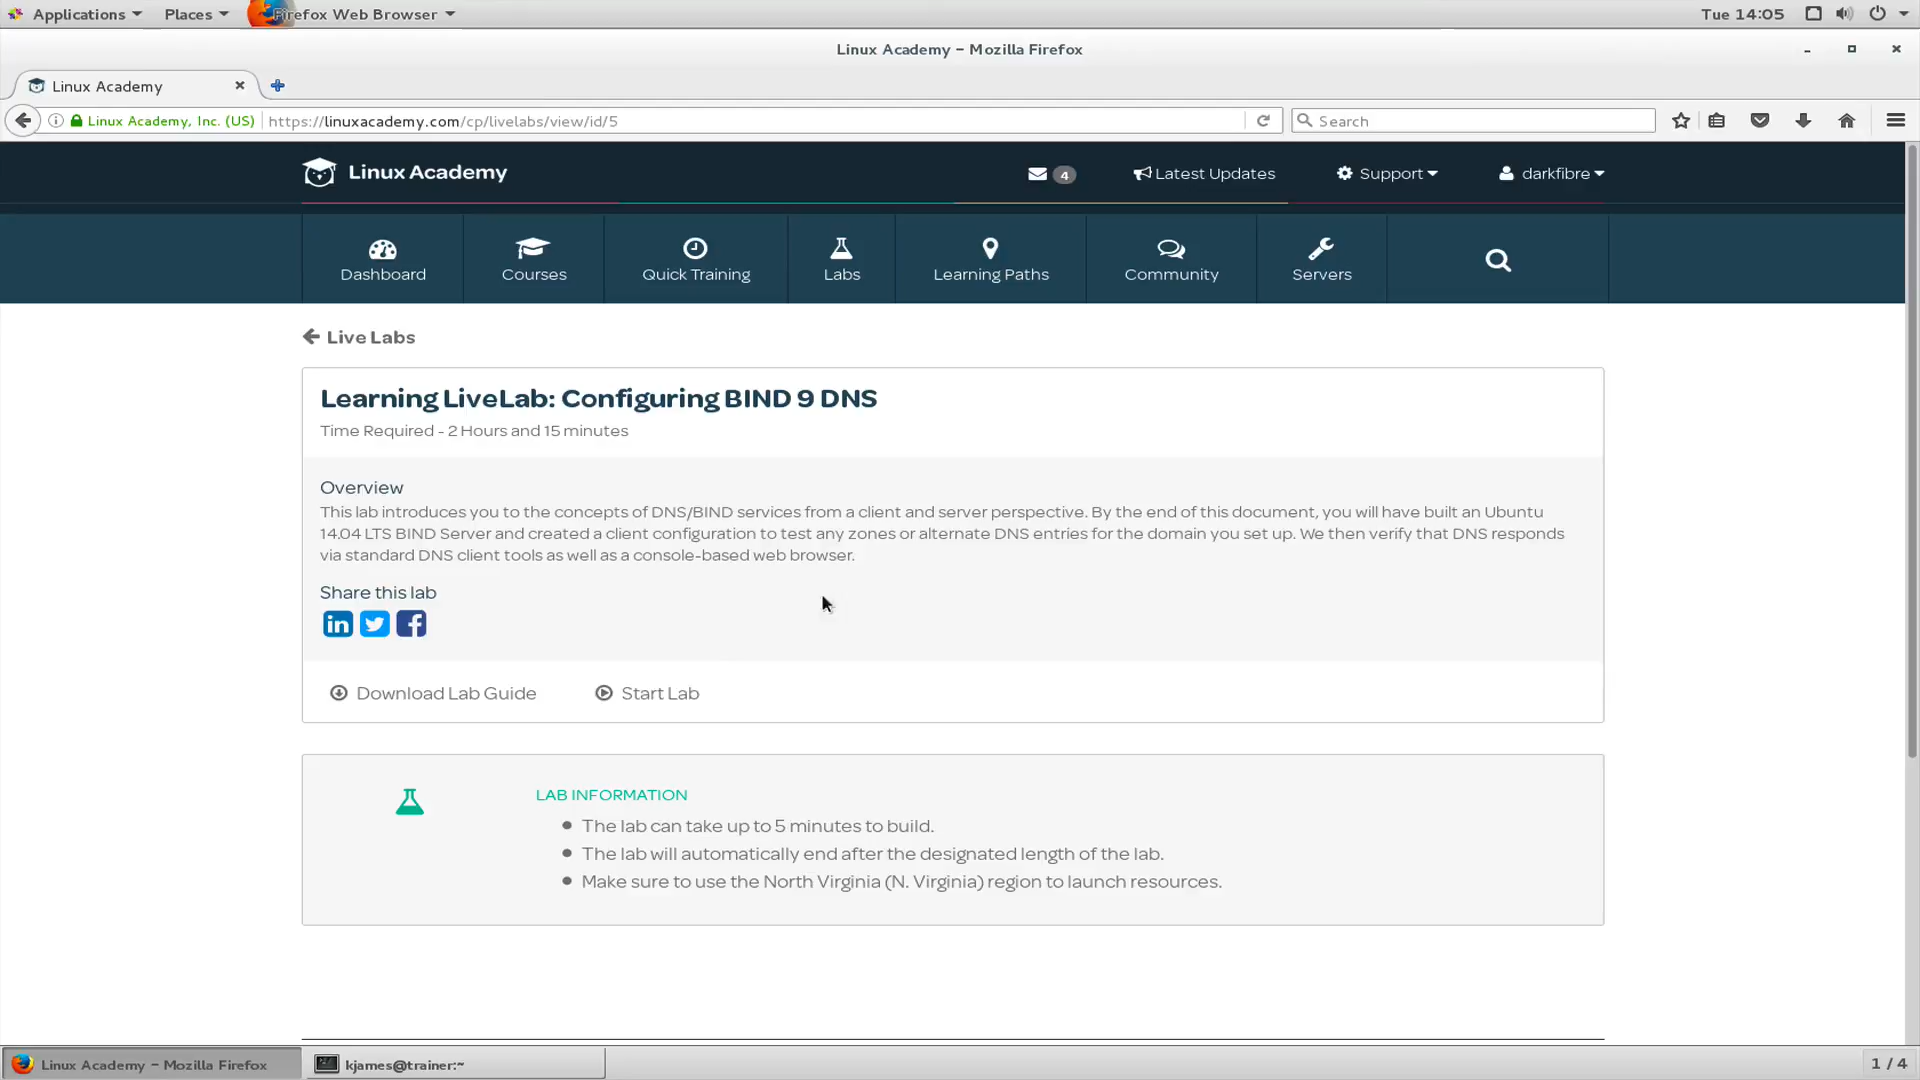 Applications Places Firefox Web Browser Tue 14:05
Linux Academy – Mozilla Firefox
Linux Academy
Linux Academy, Inc. (US) https://linuxacademy.com/cp/livelabs/view/id/5 Search
Linux Academy 4 Latest Updates Support darkfibre
Dashboard Courses Quick Training Labs Learning Paths Community Servers
Live Labs
Learning LiveLab: Configuring BIND 9 DNS
Time Required - 2 Hours and 15 minutes
Overview
This lab introduces you to the concepts of DNS/BIND services from a client and server perspective. By the end of this document, you will have built an Ubuntu
14.04 LTS BIND Server and created a client configuration to test any zones or alternate DNS entries for the domain you set up. We then verify that DNS responds
via standard DNS client tools as well as a console-based web browser.
Share this lab
Download Lab Guide Start Lab
LAB INFORMATION
The lab can take up to 5 minutes to build.
The lab will automatically end after the designated length of the lab.
Make sure to use the North Virginia (N. Virginia) region to launch resources.
Linux Academy – Mozilla Firefox kjames@trainer:~ 1 / 4